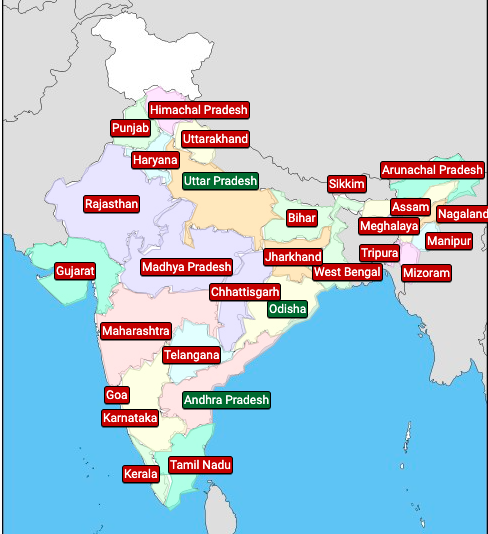 Himachal Pradesh
Punjab
Uttarakhand
Haryana
Arunachal Pradesh
Uttar Pradesh
Sikkim
Rajasthan
Assam
Nagaland
Bihar
Meghalaya
Manipur
Tripura
Jharkhand
Madhya Pradesh
Gujarat
West Bengal
Mizoram
Chhattisgarh
Odisha
Maharashtra
Telangana
Goa
Andhra Pradesh
Karnataka
Tamil Nadu
Kerala